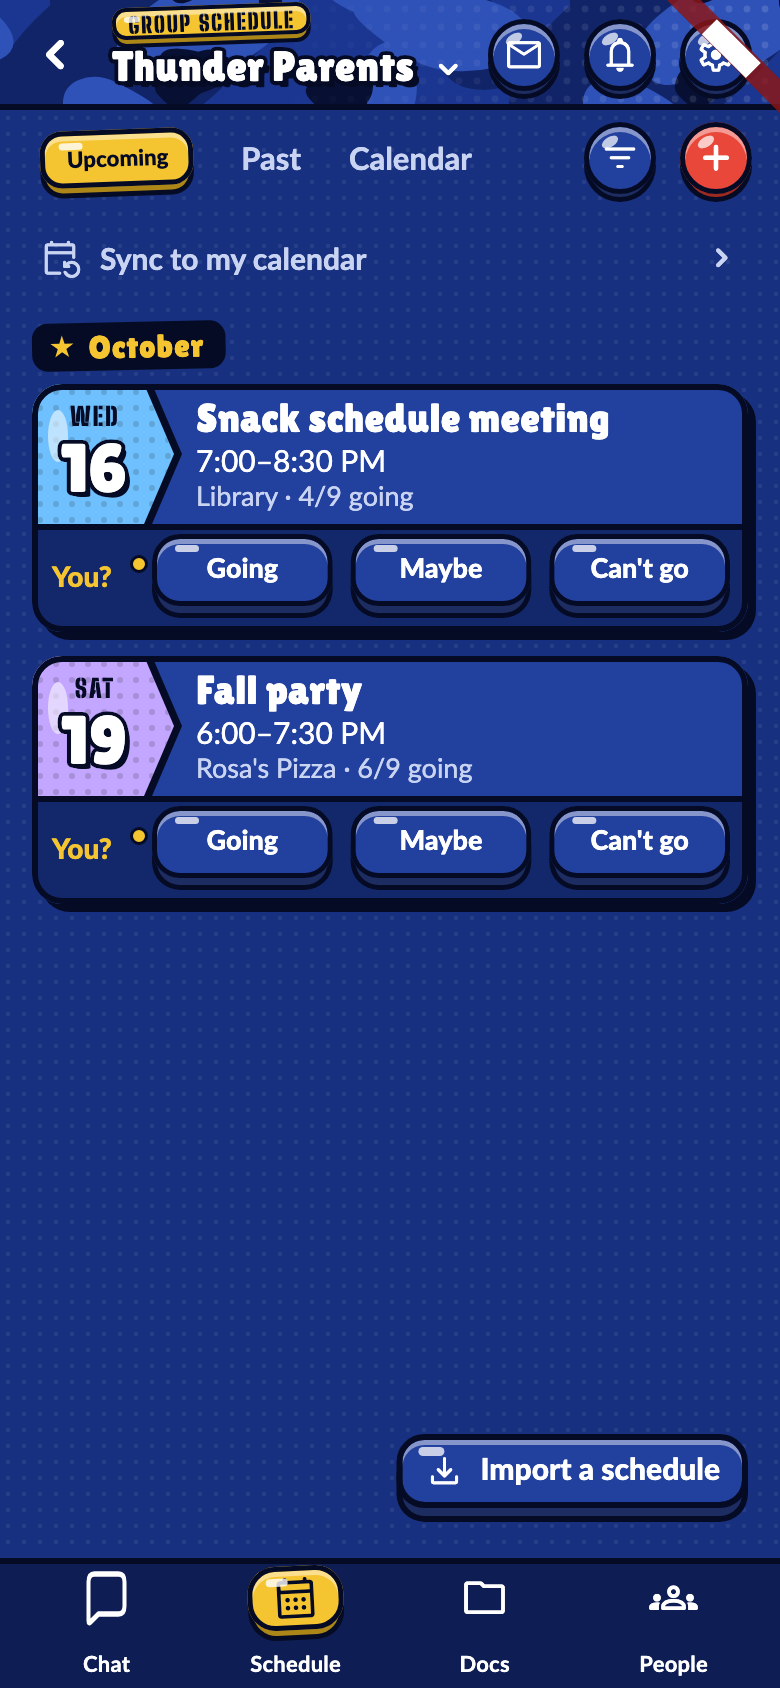 GROUP SCHEDULE
Thunder Parents
Upcoming
Past
Calendar
Sync to my calendar
★ October
WED
16
Snack schedule meeting
7:00–8:30 PM
Library · 4/9 going
You?
Going
Maybe
Can't go
SAT
19
Fall party
6:00–7:30 PM
Rosa's Pizza · 6/9 going
You?
Going
Maybe
Can't go
Import a schedule
Chat
Schedule
Docs
People